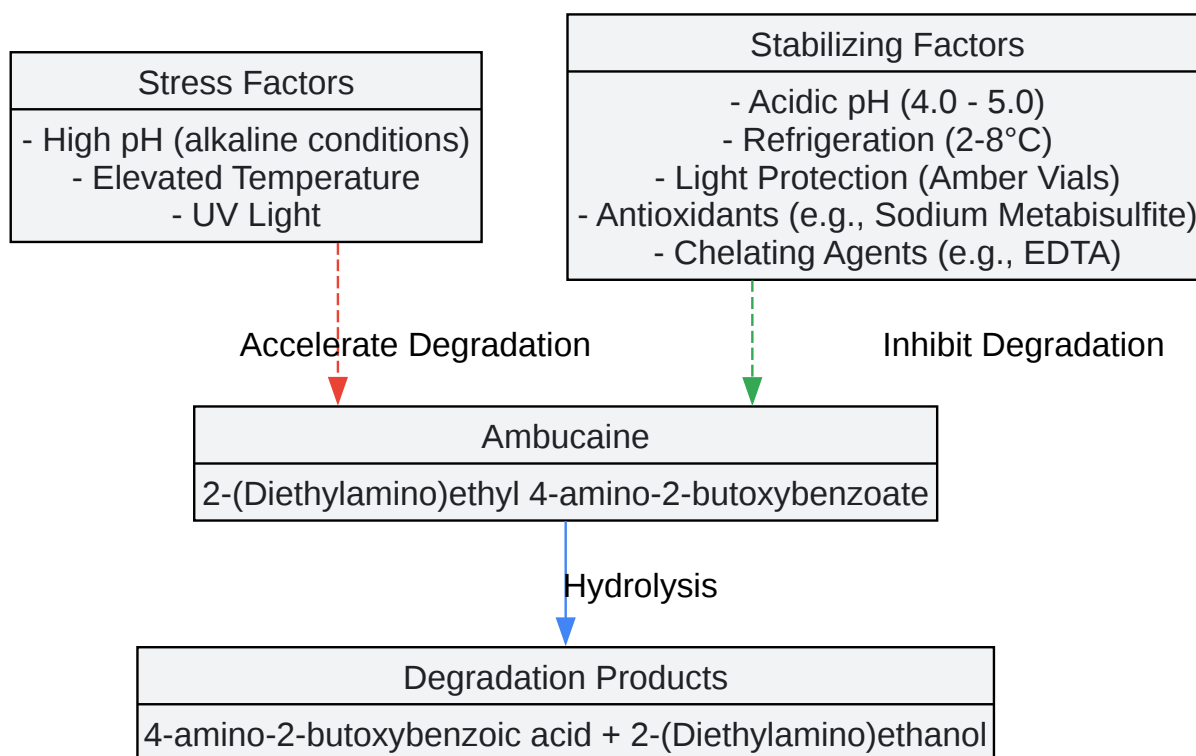 Stress Factors
- High pH (alkaline conditions)
- Elevated Temperature
- UV Light
Stabilizing Factors
- Acidic pH (4.0 - 5.0)
- Refrigeration (2-8°C)
- Light Protection (Amber Vials)
- Antioxidants (e.g., Sodium Metabisulfite)
- Chelating Agents (e.g., EDTA)
Accelerate Degradation
Inhibit Degradation
Ambucaine
2-(Diethylamino)ethyl 4-amino-2-butoxybenzoate
Hydrolysis
Degradation Products
4-amino-2-butoxybenzoic acid + 2-(Diethylamino)ethanol